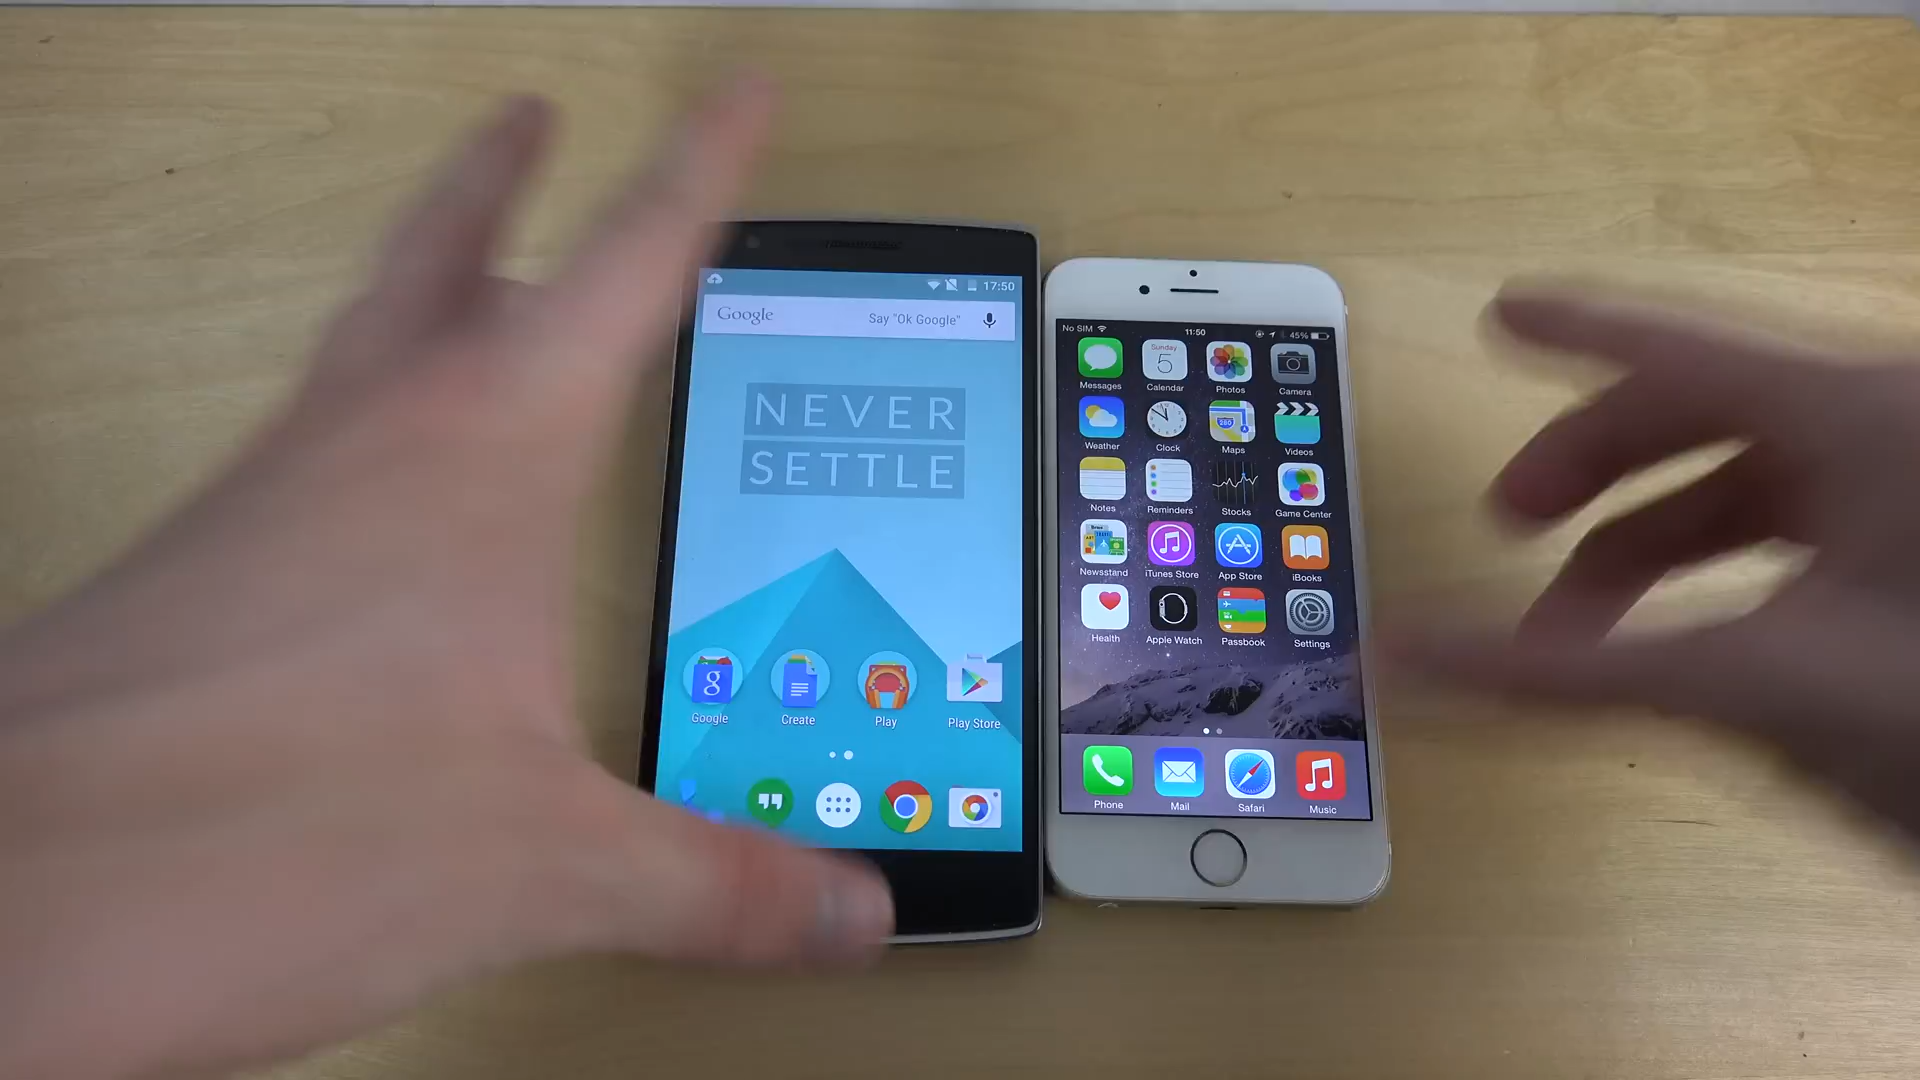 17:50
Google
Say "Ok Google"
NEVER
SETTLE
Google
Create
Play
Play Store
No SIM
11:50
45%
Sunday
5
Messages
Calendar
Photos
Camera
280
Weather
Clock
Maps
Videos
Notes
Reminders
Stocks
Game Center
Newsstand
iTunes Store
App Store
iBooks
Health
Apple Watch
Passbook
Settings
Phone
Mail
Safari
Music